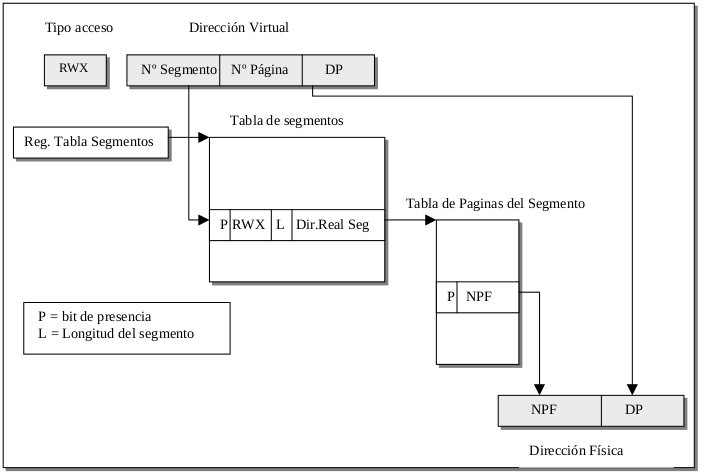 Tipo acceso
Dirección Virtual
RWX
Nº Segmento
Nº Página
DP
Tabla de segmentos
Reg. Tabla Segmentos
Tabla de Paginas del Segmento
P
RWX
L
Dir.Real Seg
P
NPF
P = bit de presencia
L = Longitud del segmento
NPF
DP
Dirección Física